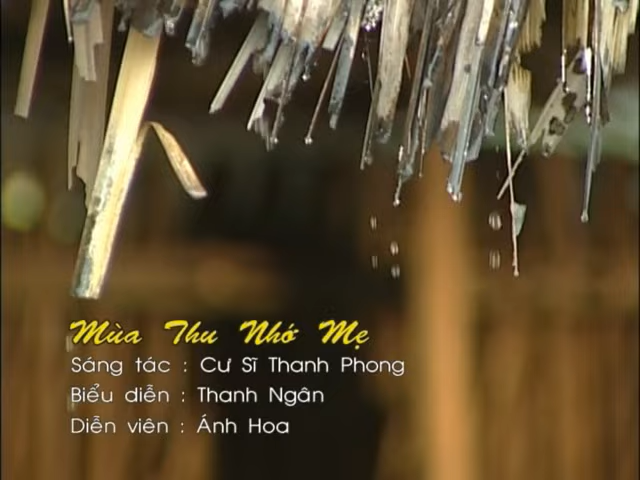 Mùa Thu Nhớ Mẹ
Sáng tác : Cư Sĩ Thanh Phong
Biểu diễn : Thanh Ngân
Diễn viên : Ánh Hoa